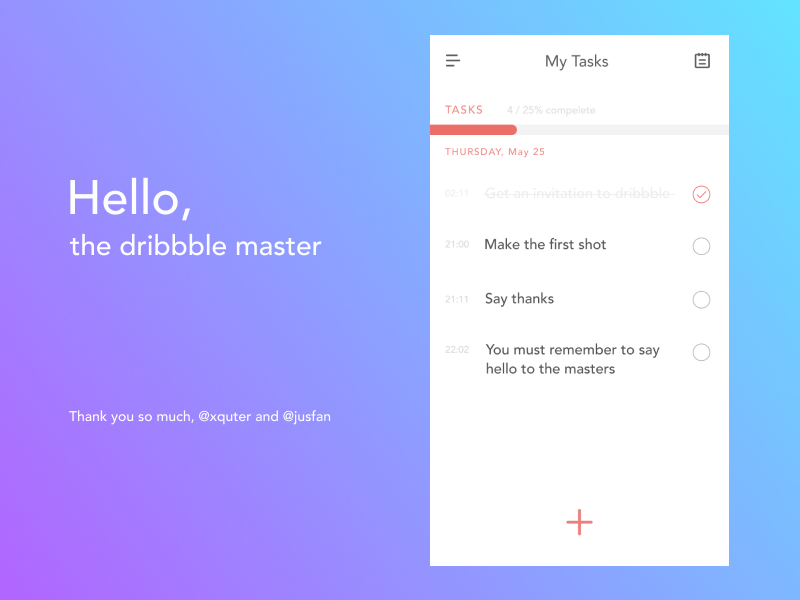 Hello,
the dribbble master
Thank you so much, @xquter and @jusfan
My Tasks
TASKS 4 / 25% compelete
THURSDAY, May 25
02:11 Get an invitation to dribbble
21:00 Make the first shot
21:11 Say thanks
22:02 You must remember to say
hello to the masters